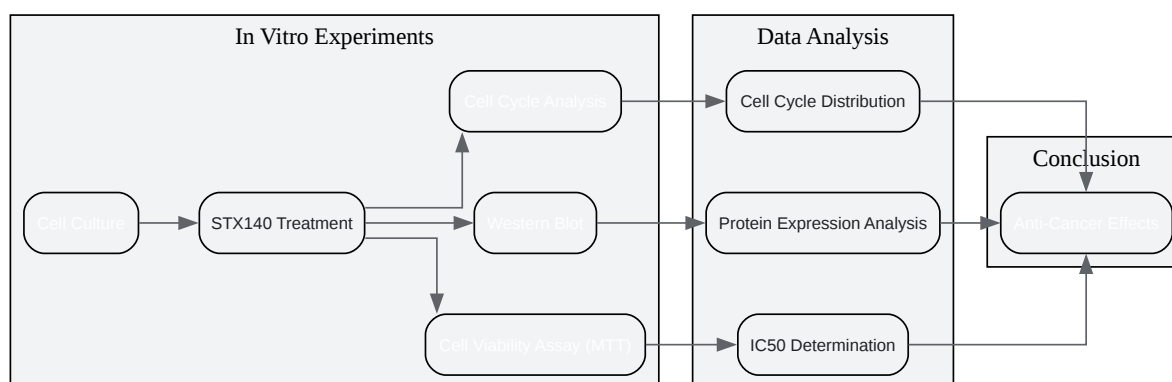 In Vitro Experiments
Data Analysis
Cell Cycle Analysis
Cell Cycle Distribution
Conclusion
Cell Culture
STX140 Treatment
Western Blot
Protein Expression Analysis
Anti-Cancer Effects
Cell Viability Assay (MTT)
IC50 Determination